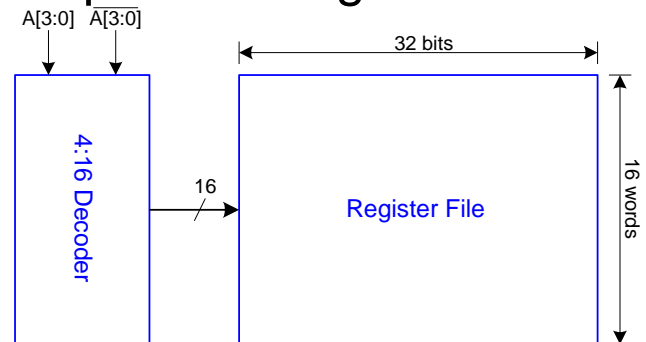 A[3:0] A̅[̅3̅:̅0̅]̅
32 bits
4:16 Decoder
16
Register File
16 words